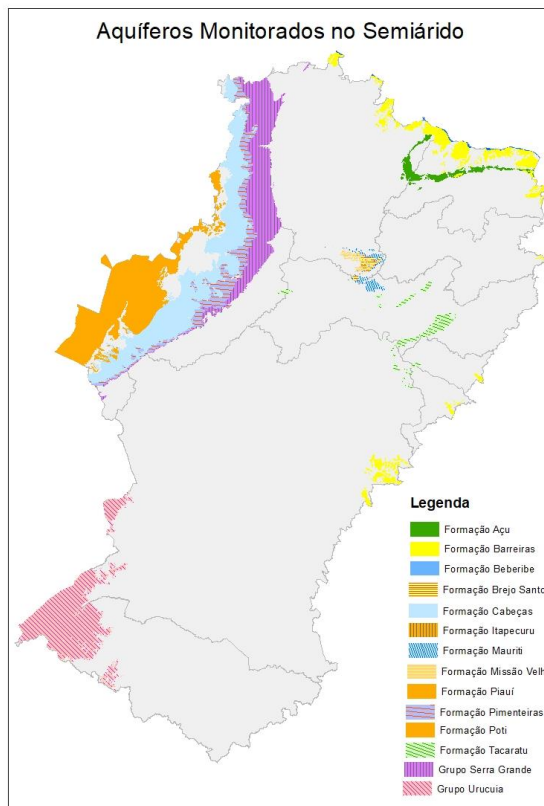 Aquíferos Monitorados no Semiárido
Legenda
Formação Açu
Formação Barreiras
Formação Beberibe
Formação Brejo Santo
Formação Cabeças
Formação Itapecuru
Formação Mauriti
Formação Missão Velh
Formação Piauí
Formação Pimenteiras
Formação Poti
Formação Tacaratu
Grupo Serra Grande
Grupo Urucuia